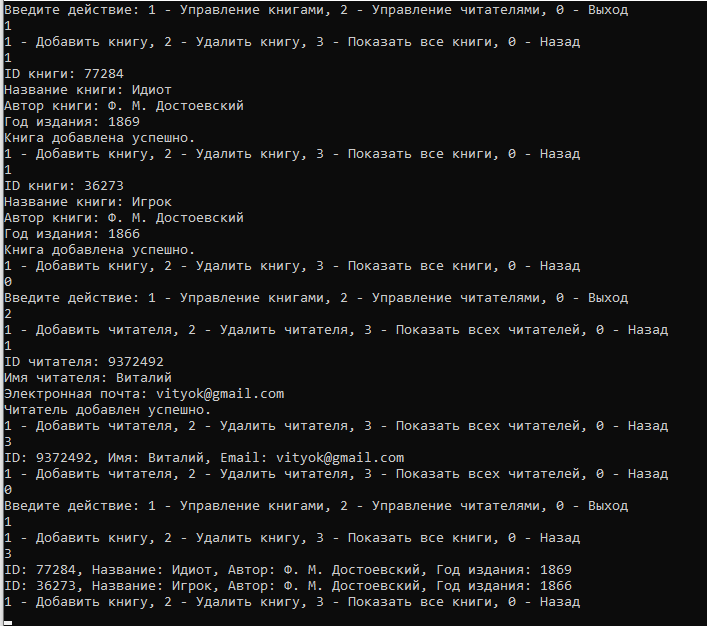 Введите действие: 1 - Управление книгами, 2 - Управление читателями, 0 - Выход
1
1 - Добавить книгу, 2 - Удалить книгу, 3 - Показать все книги, 0 - Назад
1
ID книги: 77284
Название книги: Идиот
Автор книги: Ф. М. Достоевский
Год издания: 1869
Книга добавлена успешно.
1 - Добавить книгу, 2 - Удалить книгу, 3 - Показать все книги, 0 - Назад
1
ID книги: 36273
Название книги: Игрок
Автор книги: Ф. М. Достоевский
Год издания: 1866
Книга добавлена успешно.
1 - Добавить книгу, 2 - Удалить книгу, 3 - Показать все книги, 0 - Назад
0
Введите действие: 1 - Управление книгами, 2 - Управление читателями, 0 - Выход
2
1 - Добавить читателя, 2 - Удалить читателя, 3 - Показать всех читателей, 0 - Назад
1
ID читателя: 9372492
Имя читателя: Виталий
Электронная почта: vityok@gmail.com
Читатель добавлен успешно.
1 - Добавить читателя, 2 - Удалить читателя, 3 - Показать всех читателей, 0 - Назад
3
ID: 9372492, Имя: Виталий, Email: vityok@gmail.com
1 - Добавить читателя, 2 - Удалить читателя, 3 - Показать всех читателей, 0 - Назад
0
Введите действие: 1 - Управление книгами, 2 - Управление читателями, 0 - Выход
1
1 - Добавить книгу, 2 - Удалить книгу, 3 - Показать все книги, 0 - Назад
3
ID: 77284, Название: Идиот, Автор: Ф. М. Достоевский, Год издания: 1869
ID: 36273, Название: Игрок, Автор: Ф. М. Достоевский, Год издания: 1866
1 - Добавить книгу, 2 - Удалить книгу, 3 - Показать все книги, 0 - Назад